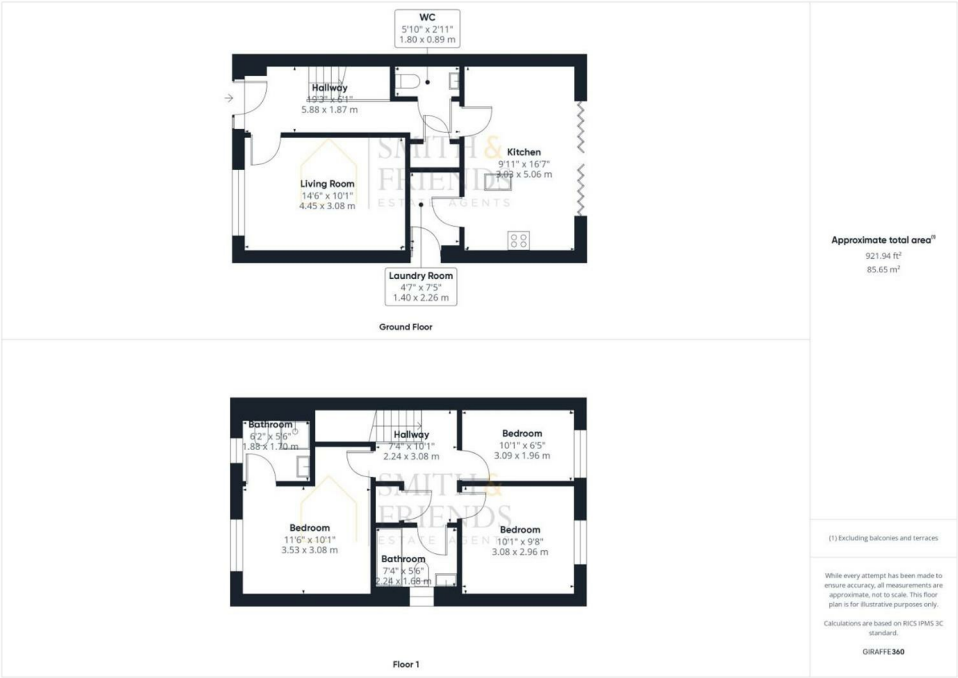 WC
5'10" x 2'11"
1.80 x 0.89 m
Hallway
19'3" x 6'1"
5.88 x 1.87 m
Kitchen
9'11" x 16'7"
3.03 x 5.06 m
SMITH &
FRIENDS
ESTATE AGENTS
Living Room
14'6" x 10'1"
4.45 x 3.08 m
Laundry Room
4'7" x 7'5"
1.40 x 2.26 m
Ground Floor
Approximate total area(1)
921.94 ft²
85.65 m²
Bathroom
6'2" x 5'6"
1.88 x 1.70 m
Hallway
7'4" x 10'1"
2.24 x 3.08 m
Bedroom
10'1" x 6'5"
3.09 x 1.96 m
SMITH &
FRIENDS
ESTATE AGENTS
Bedroom
11'6" x 10'1"
3.53 x 3.08 m
Bedroom
10'1" x 9'8"
3.08 x 2.96 m
Bathroom
7'4" x 5'6"
2.24 x 1.68 m
Floor 1
(1) Excluding balconies and terraces
While every attempt has been made to
ensure accuracy, all measurements are
approximate, not to scale. This floor
plan is for illustrative purposes only.
Calculations are based on RICS IPMS 3C
standard.
GIRAFFE360